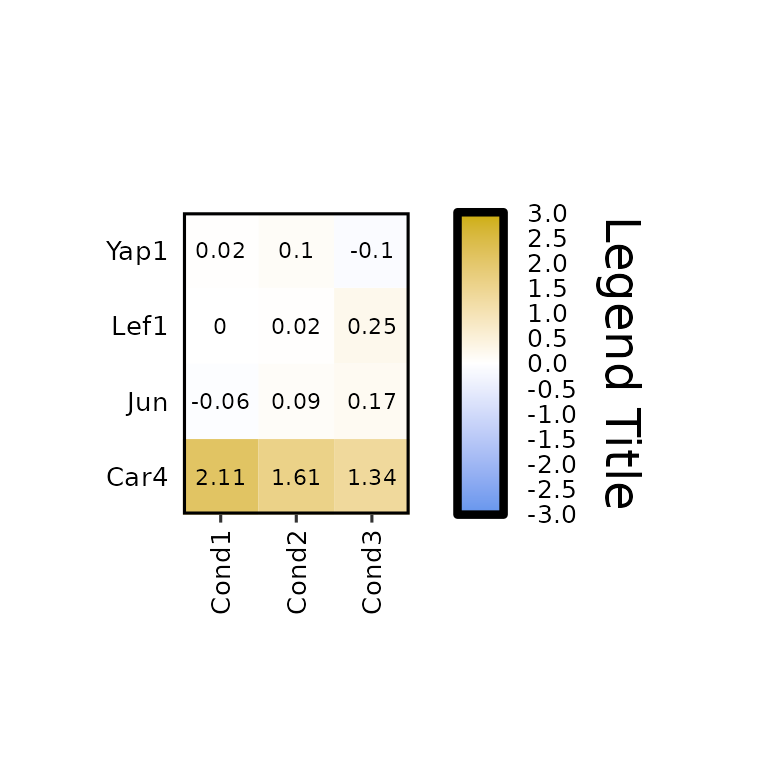 Yap1 0.02 0.1 -0.1
Lef1 0 0.02 0.25
Jun -0.06 0.09 0.17
Car4 2.11 1.61 1.34
Cond1 Cond2 Cond3
3.0
2.5
2.0
1.5
1.0
0.5
0.0
-0.5
-1.0
-1.5
-2.0
-2.5
-3.0
Legend Title